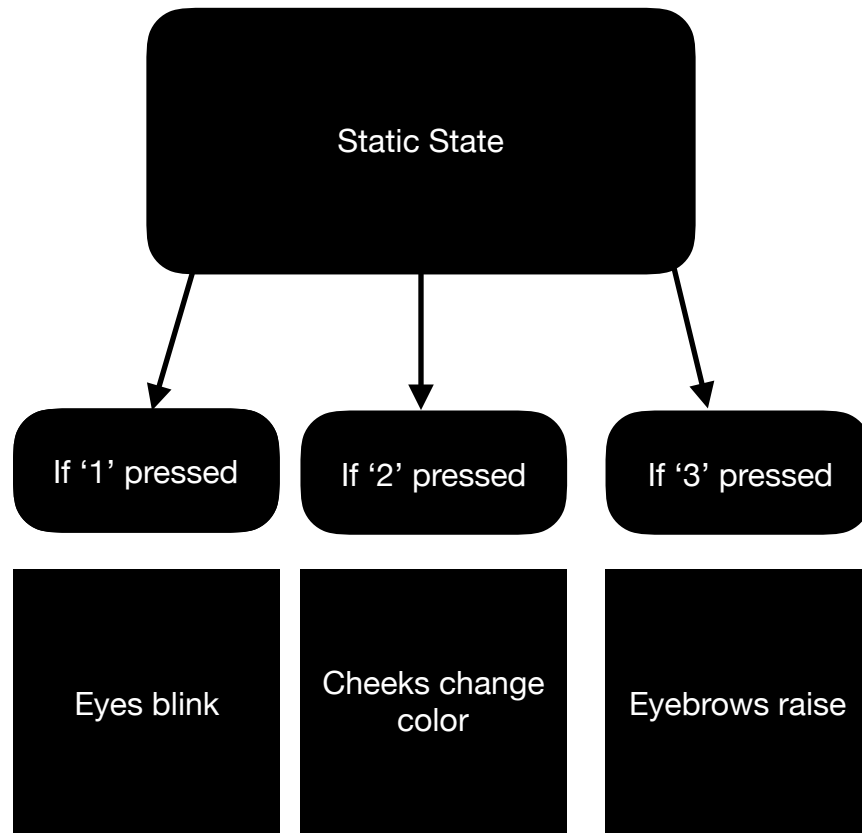 Static State
If ‘1’ pressed
If ‘2’ pressed
If ‘3’ pressed
Eyes blink
Cheeks change
color
Eyebrows raise